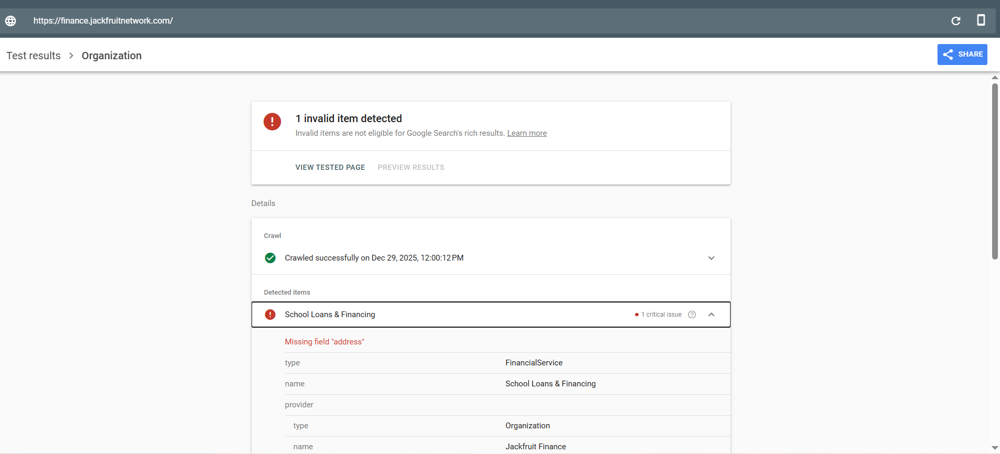 https://finance.jackfruitnetwork.com/
Test results > Organization
SHARE
1 invalid item detected
Invalid items are not eligible for Google Search's rich results. Learn more
VIEW TESTED PAGE PREVIEW RESULTS
Details
Crawl
Crawled successfully on Dec 29, 2025, 12:00:12 PM
Detected items
School Loans & Financing 1 critical issue
Missing field "address"
type FinancialService
name School Loans & Financing
provider
type Organization
name Jackfruit Finance